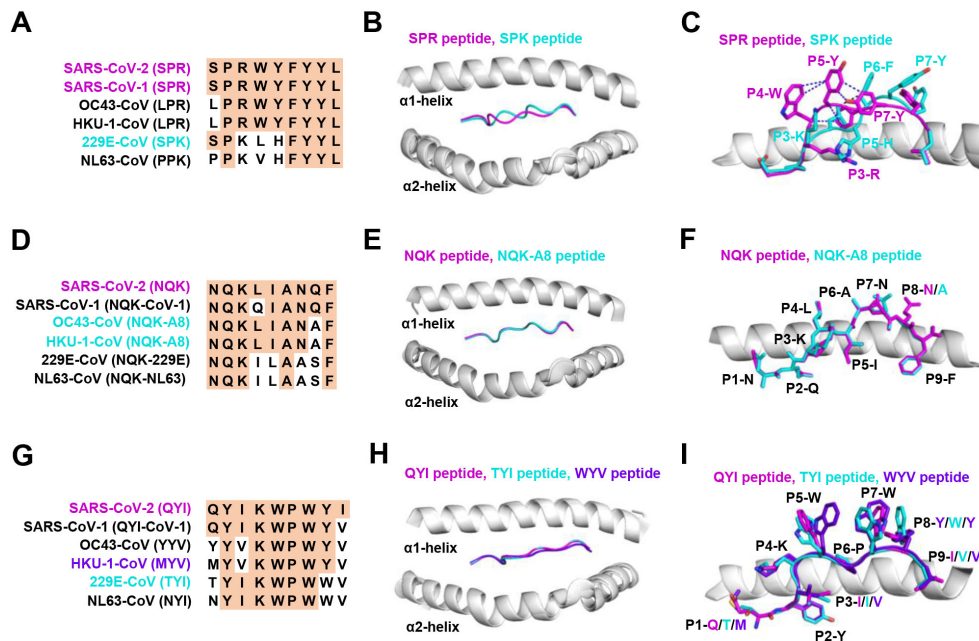 A
SARS-CoV-2 (SPR) S P R W Y F Y Y L
SARS-CoV-1 (SPR) S P R W Y F Y Y L
OC43-CoV (LPR) L P R W Y F Y Y L
HKU-1-CoV (LPR) L P R W Y F Y Y L
229E-CoV (SPK) S P K L H F Y Y L
NL63-CoV (PPK) P P K V H F Y Y L
B
SPR peptide, SPK peptide
α1-helix
α2-helix
C
SPR peptide, SPK peptide
P5-Y
P6-F
P7-Y
P4-W
P7-Y
P3-K
P5-H
P3-R
D
SARS-CoV-2 (NQK) N Q K L I A N Q F
SARS-CoV-1 (NQK-CoV-1) N Q K Q I A N Q F
OC43-CoV (NQK-A8) N Q K L I A N A F
HKU-1-CoV (NQK-A8) N Q K L I A N A F
229E-CoV (NQK-229E) N Q K I L A A S F
NL63-CoV (NQK-NL63) N Q K I L A A S F
E
NQK peptide, NQK-A8 peptide
α1-helix
α2-helix
F
NQK peptide, NQK-A8 peptide
P7-N
P6-A
P8-N/A
P4-L
P3-K
P5-I
P1-N
P2-Q
P9-F
G
SARS-CoV-2 (QYI) Q Y I K W P W Y I
SARS-CoV-1 (QYI-CoV-1) Q Y I K W P W Y V
OC43-CoV (YYV) Y Y V K W P W Y V
HKU-1-CoV (MYV) M Y V K W P W Y V
229E-CoV (TYI) T Y I K W P W W V
NL63-CoV (NYI) N Y I K W P W W V
H
QYI peptide, TYI peptide, WYV peptide
α1-helix
α2-helix
I
QYI peptide, TYI peptide, WYV peptide
P7-W
P5-W
P8-Y/W/Y
P4-K
P6-P
P9-I/V/V
P3-I/I/V
P1-Q/T/M
P2-Y